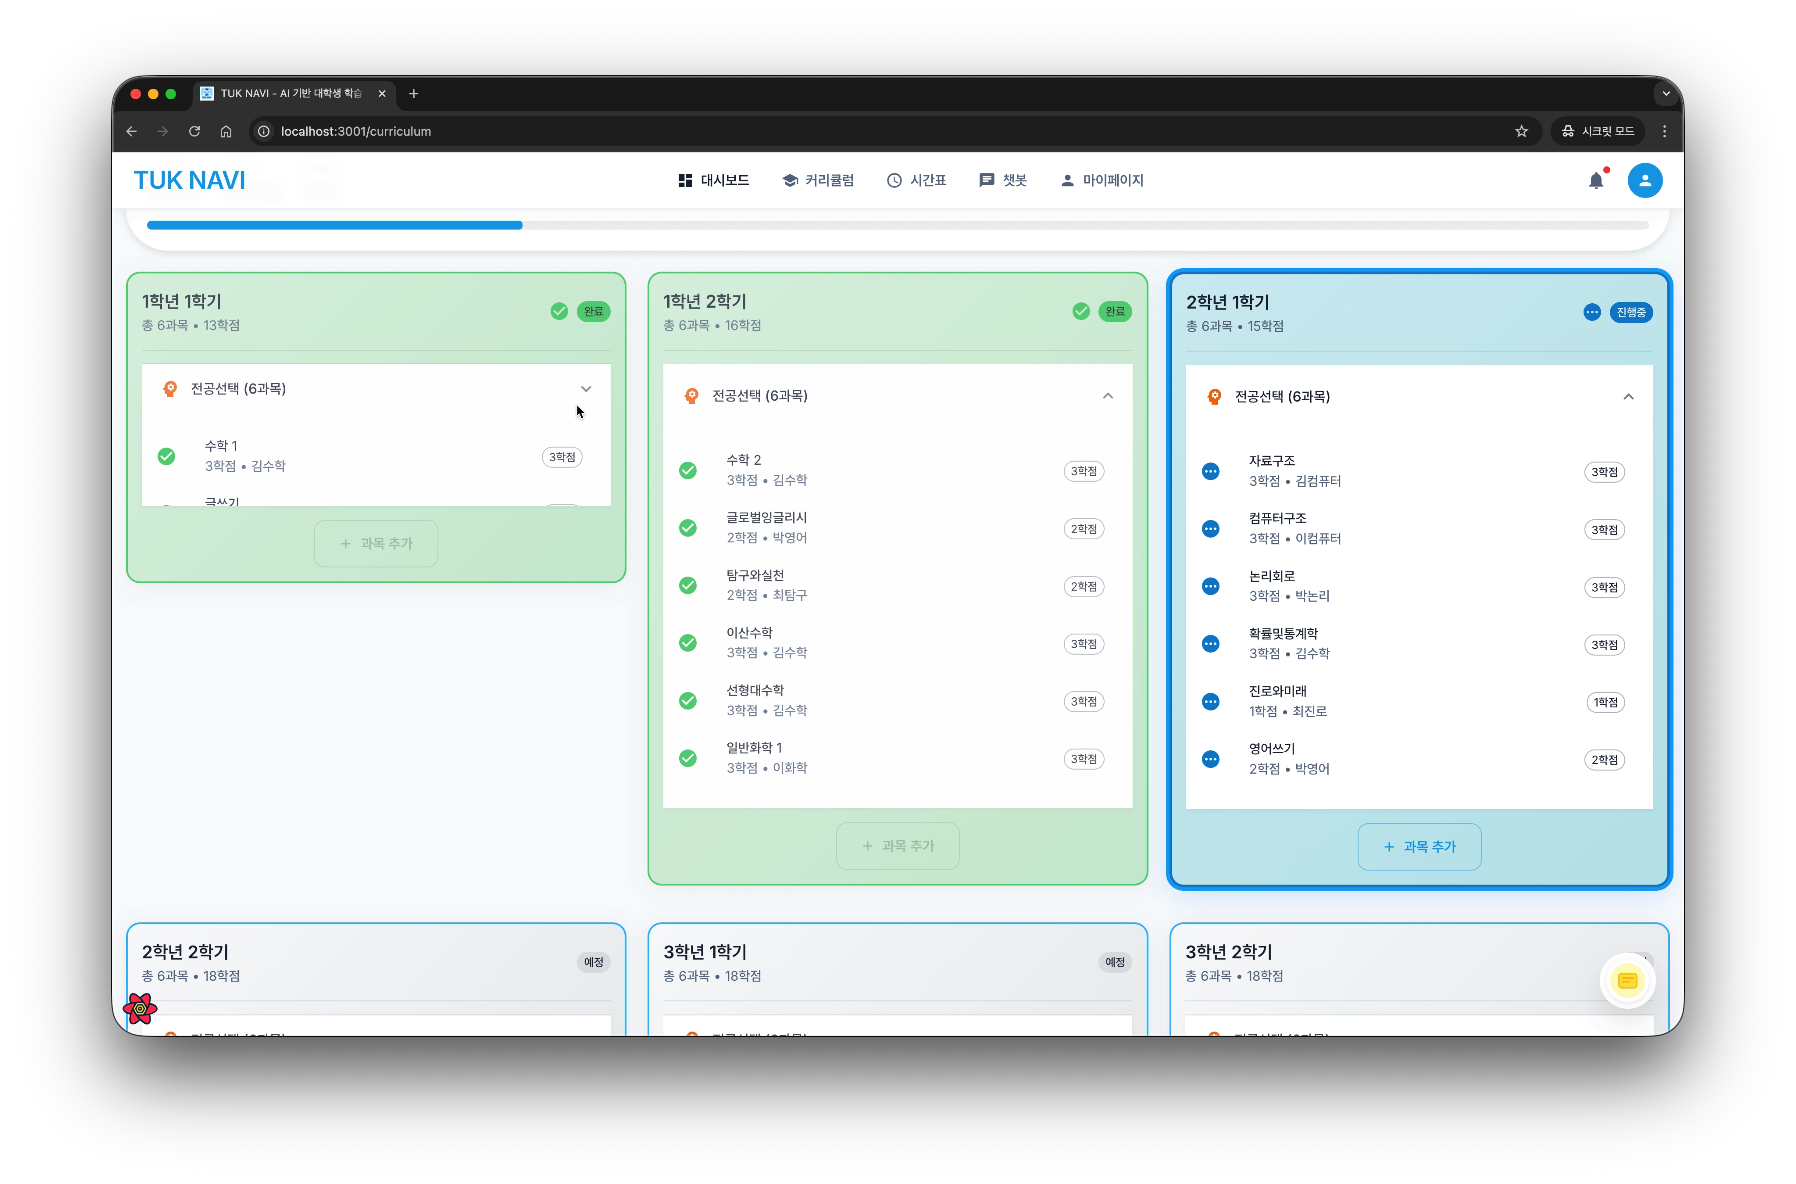 TUK NAVI - AI 기반 대학생 학습
localhost:3001/curriculum
시크릿 모드
TUK NAVI
대시보드
커리큘럼
시간표
챗봇
마이페이지
1학년 1학기
총 6과목 • 13학점
완료
전공선택 (6과목)
수학 1
3학점 • 김수학
3학점
글쓰기
+ 과목 추가
1학년 2학기
총 6과목 • 16학점
완료
전공선택 (6과목)
수학 2
3학점 • 김수학
3학점
글로벌잉글리시
2학점 • 박영어
2학점
탐구와실천
2학점 • 최탐구
2학점
이산수학
3학점 • 김수학
3학점
선형대수학
3학점 • 김수학
3학점
일반화학 1
3학점 • 이화학
3학점
+ 과목 추가
2학년 1학기
총 6과목 • 15학점
진행중
전공선택 (6과목)
자료구조
3학점 • 김컴퓨터
3학점
컴퓨터구조
3학점 • 이컴퓨터
3학점
논리회로
3학점 • 박논리
3학점
확률및통계학
3학점 • 김수학
3학점
진로와미래
1학점 • 최진로
1학점
영어쓰기
2학점 • 박영어
2학점
+ 과목 추가
2학년 2학기
총 6과목 • 18학점
예정
3학년 1학기
총 6과목 • 18학점
예정
3학년 2학기
총 6과목 • 18학점